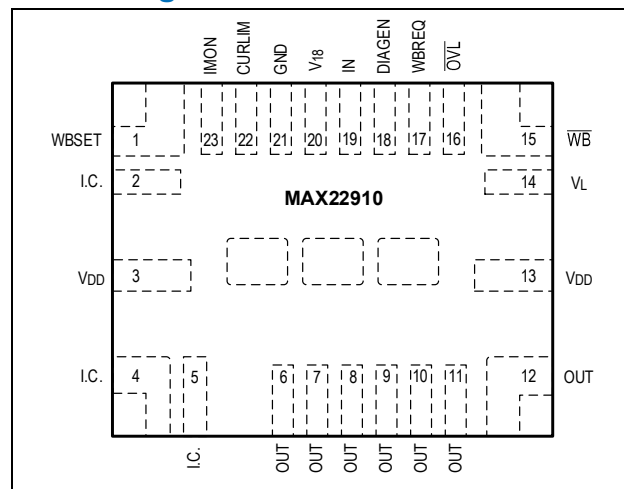 IMON CURLIM GND V18 IN DIAGEN WBREQ OVL
WBSET 1 23 22 21 20 19 18 17 16 15 WB
I.C. 2 14 VL
MAX22910
VDD 3 13 VDD
I.C. 4 5 6 7 8 9 10 11 12 OUT
I.C. OUT OUT OUT OUT OUT OUT